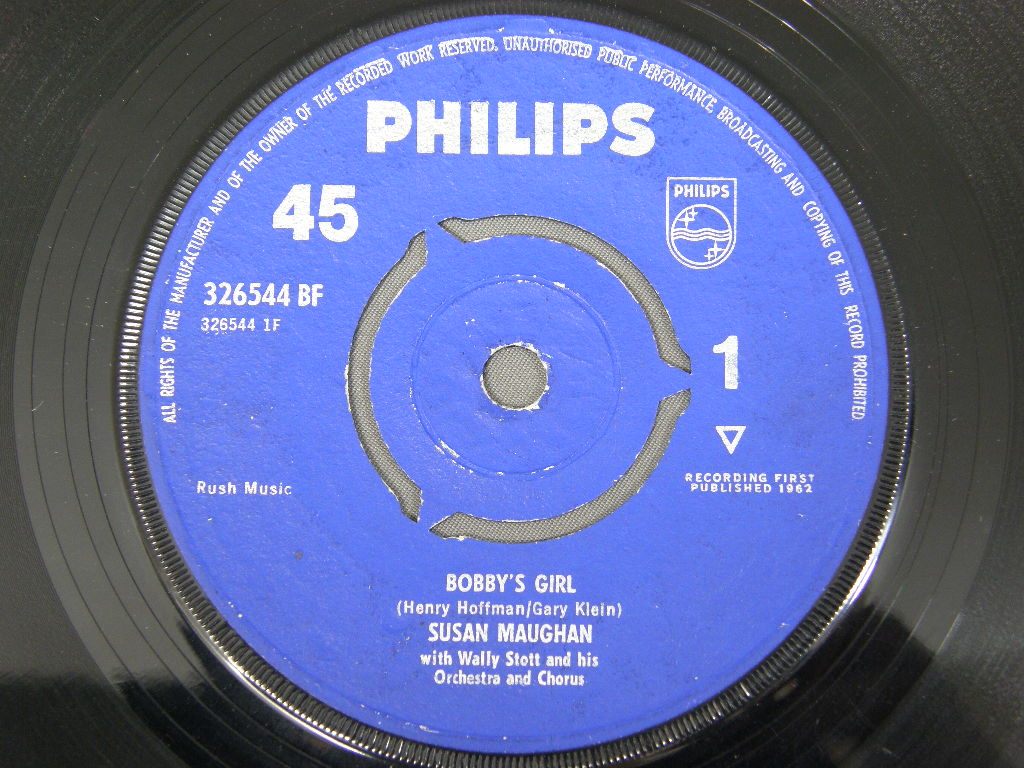 ALL RIGHTS OF THE MANUFACTURER AND OF THE OWNER OF THE RECORDED WORK RESERVED. UNAUTHORISED PUBLIC PERFORMANCE, BROADCASTING AND COPYING OF THIS RECORD PROHIBITED.
PHILIPS
45
PHILIPS
326544 BF
326544 1F
1
Rush Music
RECORDING FIRST
PUBLISHED 1962
BOBBY'S GIRL
(Henry Hoffman/Gary Klein)
SUSAN MAUGHAN
with Wally Stott and his
Orchestra and Chorus